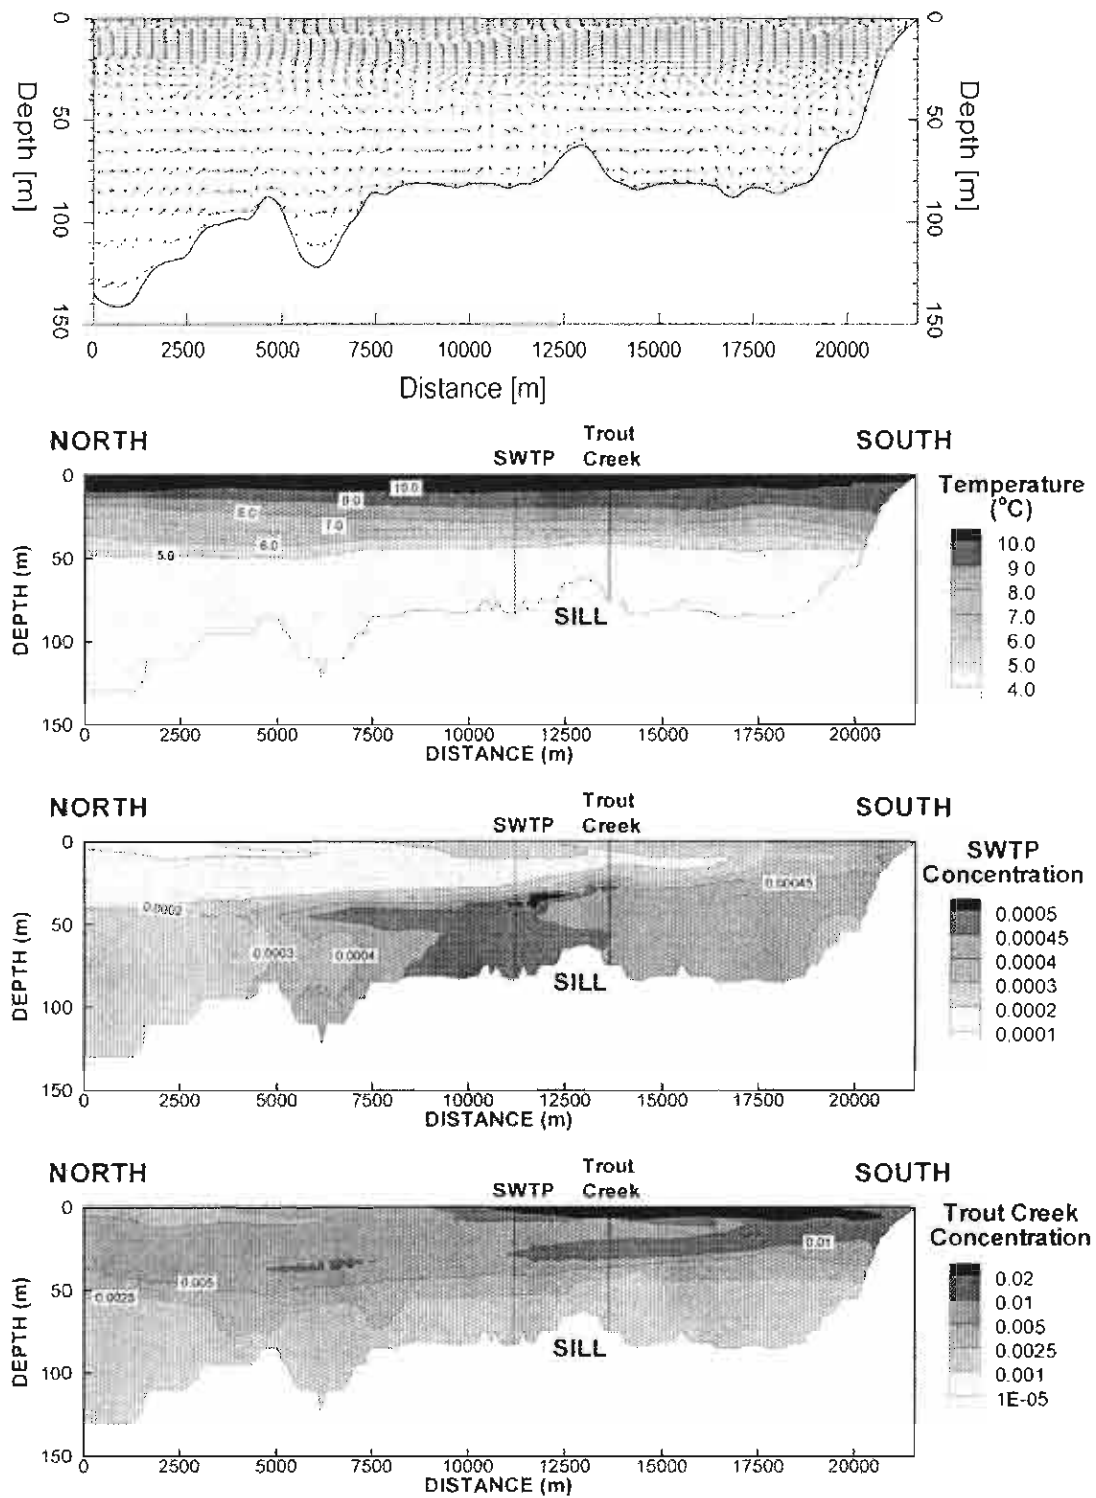 0
50
100
150
Depth [m]
0
50
100
150
Depth [m]
0 2500 5000 7500 10000 12500 15000 17500 20000
Distance [m]
NORTH SWTP Trout Creek SOUTH
0
50
100
150
DEPTH (m)
10.0
9.0
7.0
6.0
5.0
SILL
0 2500 5000 7500 10000 12500 15000 17500 20000
DISTANCE (m)
Temperature
(°C)
10.0
9.0
8.0
7.0
6.0
5.0
4.0
NORTH SWTP Trout Creek SOUTH
0
50
100
150
DEPTH (m)
0.0002
0.0003
0.0004
0.00045
SILL
0 2500 5000 7500 10000 12500 15000 17500 20000
DISTANCE (m)
SWTP
Concentration
0.0005
0.00045
0.0004
0.0003
0.0002
0.0001
NORTH SWTP Trout Creek SOUTH
0
50
100
150
DEPTH (m)
0.005
0.0025
0.01
SILL
0 2500 5000 7500 10000 12500 15000 17500 20000
DISTANCE (m)
Trout Creek
Concentration
0.02
0.01
0.005
0.0025
0.001
1E-05